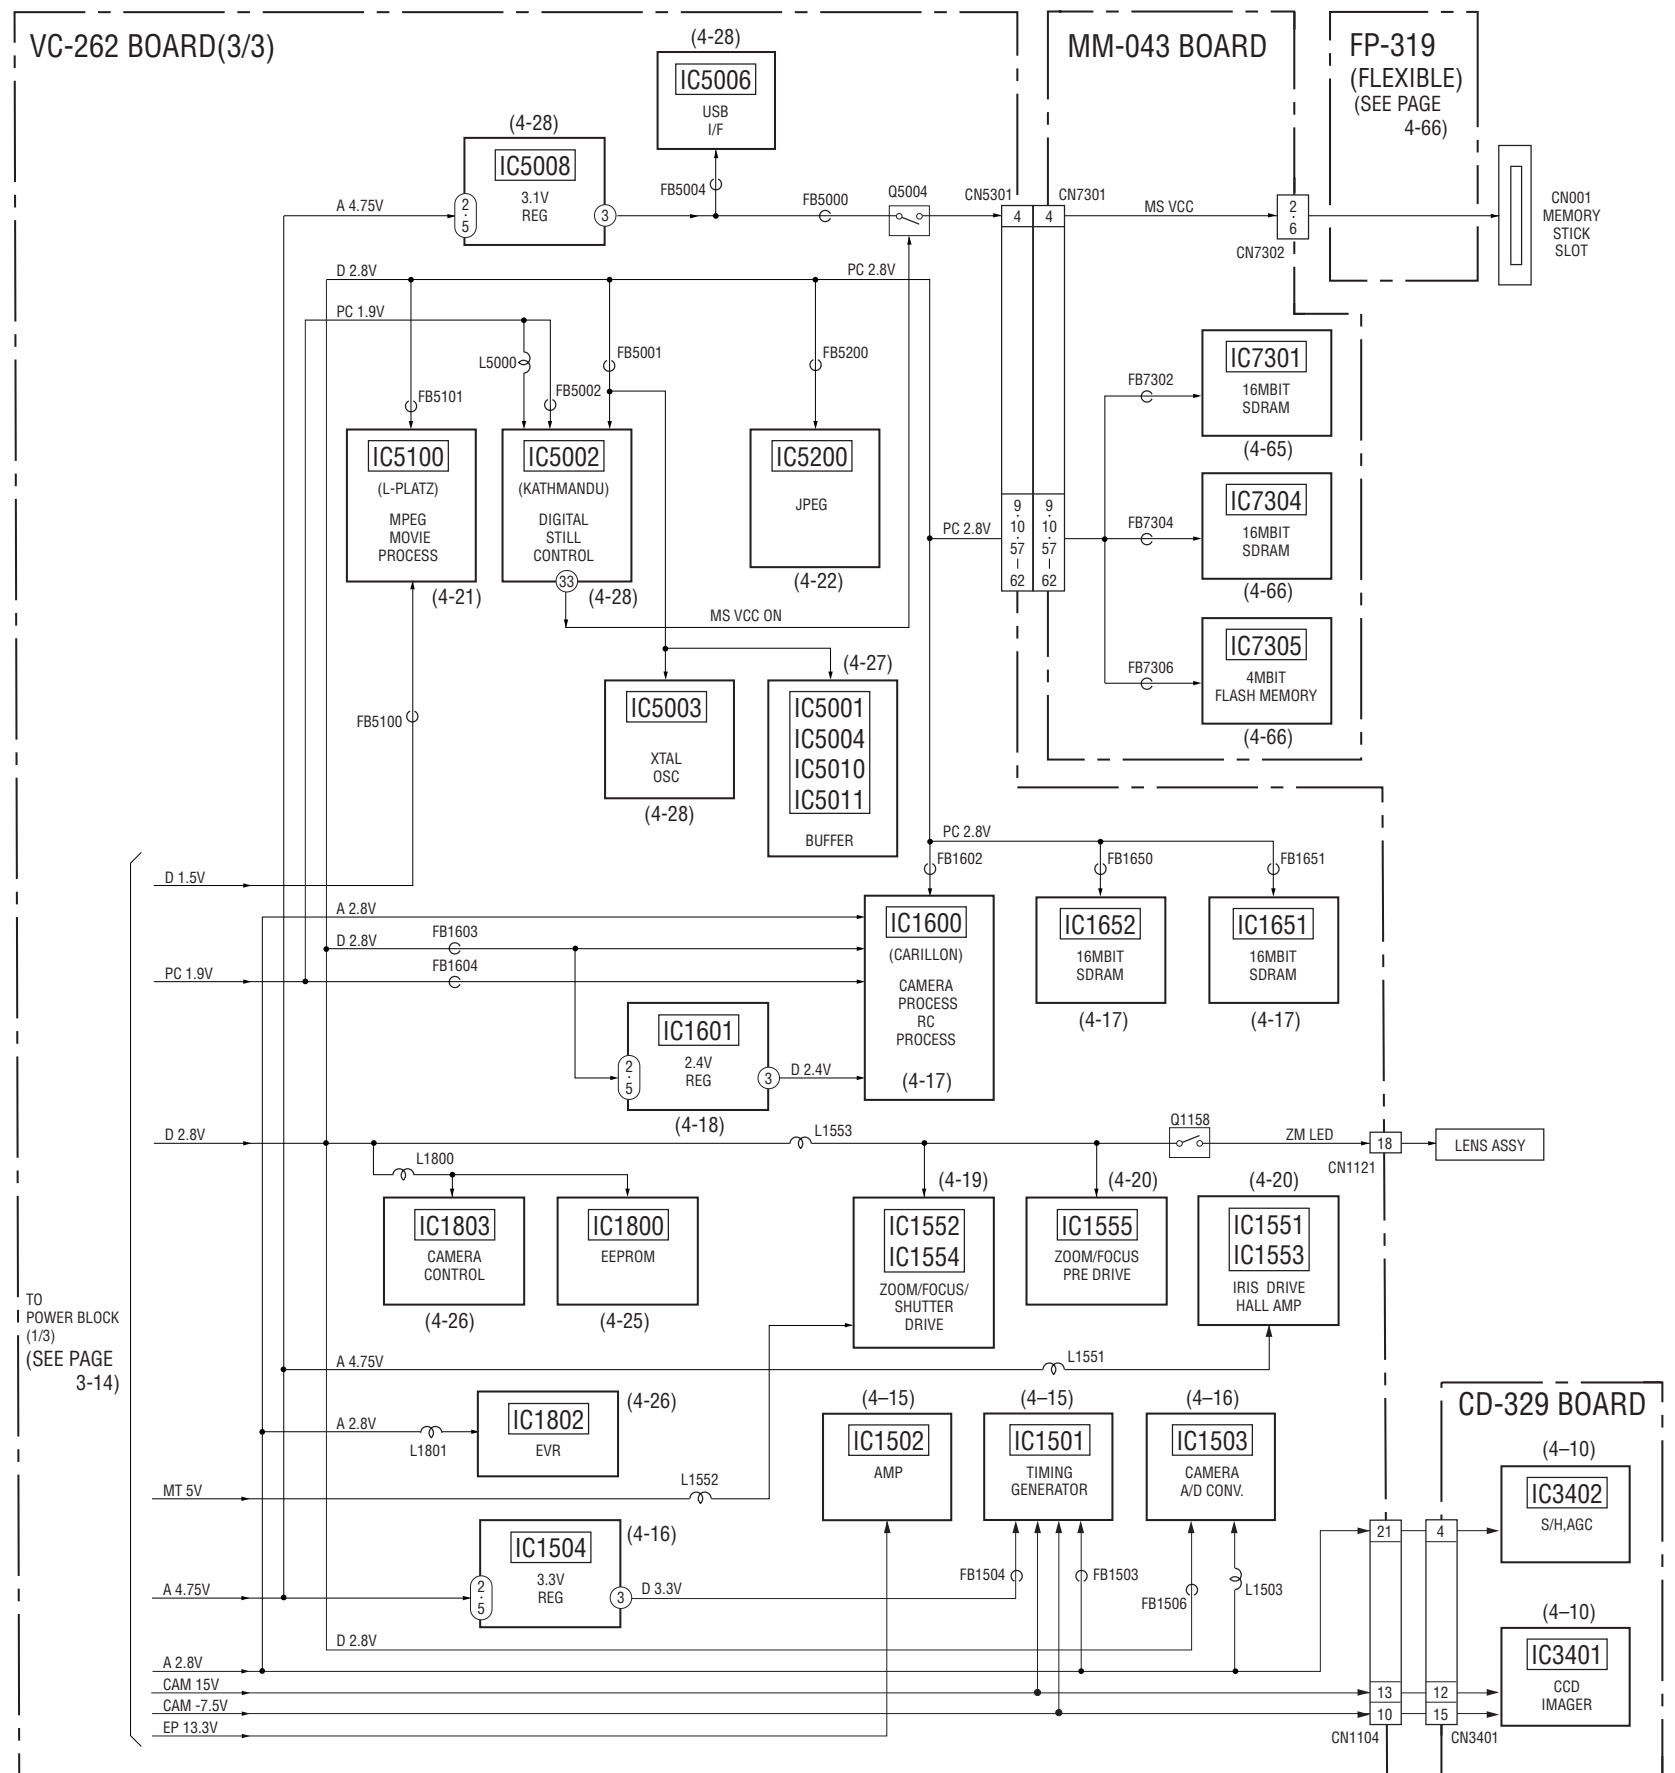 VC-262 BOARD(3/3)
MM-043 BOARD
FP-319
(FLEXIBLE)
(SEE PAGE
4-66)
(4-28)
IC5006
USB
I/F
(4-28)
IC5008
3.1V
REG
2·5
3
A 4.75V
FB5004
FB5000
Q5004
CN5301
CN7301
4
4
MS VCC
2·6
CN7302
CN001
MEMORY
STICK
SLOT
D 2.8V
PC 2.8V
PC 1.9V
L5000
FB5001
FB5002
FB5101
FB5200
IC5100
(L-PLATZ)
MPEG
MOVIE
PROCESS
(4-21)
IC5002
(KATHMANDU)
DIGITAL
STILL
CONTROL
33
(4-28)
IC5200
JPEG
(4-22)
MS VCC ON
PC 2.8V
9·10·57|62
9·10·57|62
FB7302
IC7301
16MBIT
SDRAM
(4-65)
FB7304
IC7304
16MBIT
SDRAM
(4-66)
FB7306
IC7305
4MBIT
FLASH MEMORY
(4-66)
FB5100
IC5003
XTAL
OSC
(4-28)
(4-27)
IC5001
IC5004
IC5010
IC5011
BUFFER
PC 2.8V
FB1602
FB1650
FB1651
D 1.5V
A 2.8V
D 2.8V
FB1603
PC 1.9V
FB1604
IC1600
(CARILLON)
CAMERA
PROCESS
RC
PROCESS
(4-17)
IC1652
16MBIT
SDRAM
(4-17)
IC1651
16MBIT
SDRAM
(4-17)
IC1601
2.4V
REG
2·5
3
D 2.4V
(4-18)
D 2.8V
L1553
Q1158
ZM LED
18
CN1121
LENS ASSY
L1800
IC1803
CAMERA
CONTROL
(4-26)
IC1800
EEPROM
(4-25)
(4-19)
IC1552
IC1554
ZOOM/FOCUS/
SHUTTER
DRIVE
(4-20)
IC1555
ZOOM/FOCUS
PRE DRIVE
(4-20)
IC1551
IC1553
IRIS DRIVE
HALL AMP
TO
POWER BLOCK
(1/3)
(SEE PAGE
3-14)
A 4.75V
L1551
A 2.8V
L1801
IC1802
EVR
(4-26)
MT 5V
L1552
(4–15)
IC1502
AMP
(4–15)
IC1501
TIMING
GENERATOR
(4–16)
IC1503
CAMERA
A/D CONV.
CD-329 BOARD
(4–10)
IC3402
S/H,AGC
21
4
(4-16)
IC1504
3.3V
REG
2·5
3
D 3.3V
A 4.75V
FB1504
FB1503
FB1506
L1503
D 2.8V
A 2.8V
CAM 15V
CAM -7.5V
EP 13.3V
(4–10)
IC3401
CCD
IMAGER
13
12
10
15
CN1104
CN3401